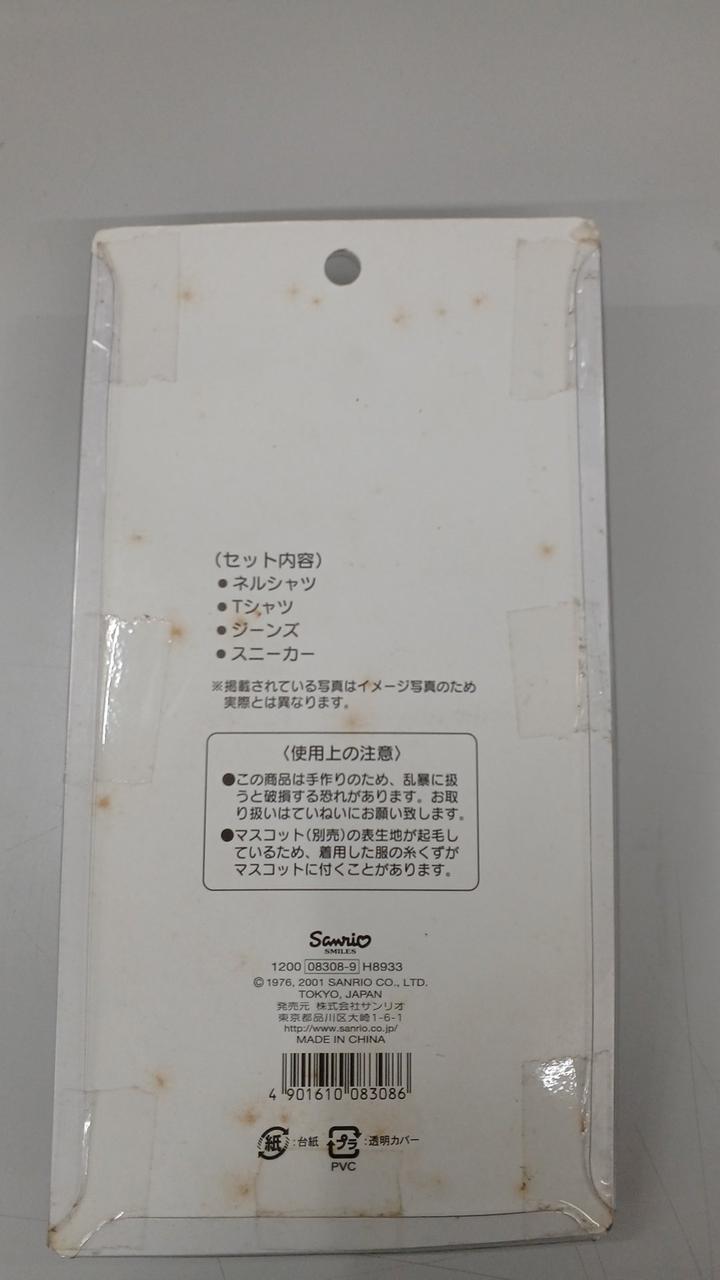 (セット内容)
●ネルシャツ
●Tシャツ
●ジーンズ
●スニーカー
※掲載されている写真はイメージ写真のため
実際とは異なります。
〈使用上の注意〉
●この商品は手作りのため、乱暴に扱
うと破損する恐れがあります。お取
り扱いはていねいにお願い致します。
●マスコット(別売)の表生地が起毛し
ているため、着用した服の糸くずが
マスコットに付くことがあります。
Sanrio
SMILES
1200 08308-9 H8933
©1976, 2001 SANRIO CO., LTD.
TOKYO, JAPAN
発売元 株式会社サンリオ
東京都品川区大崎1-6-1
http://www.sanrio.co.jp/
MADE IN CHINA
4 901610 083086
紙 :台紙 プラ :透明カバー
PVC